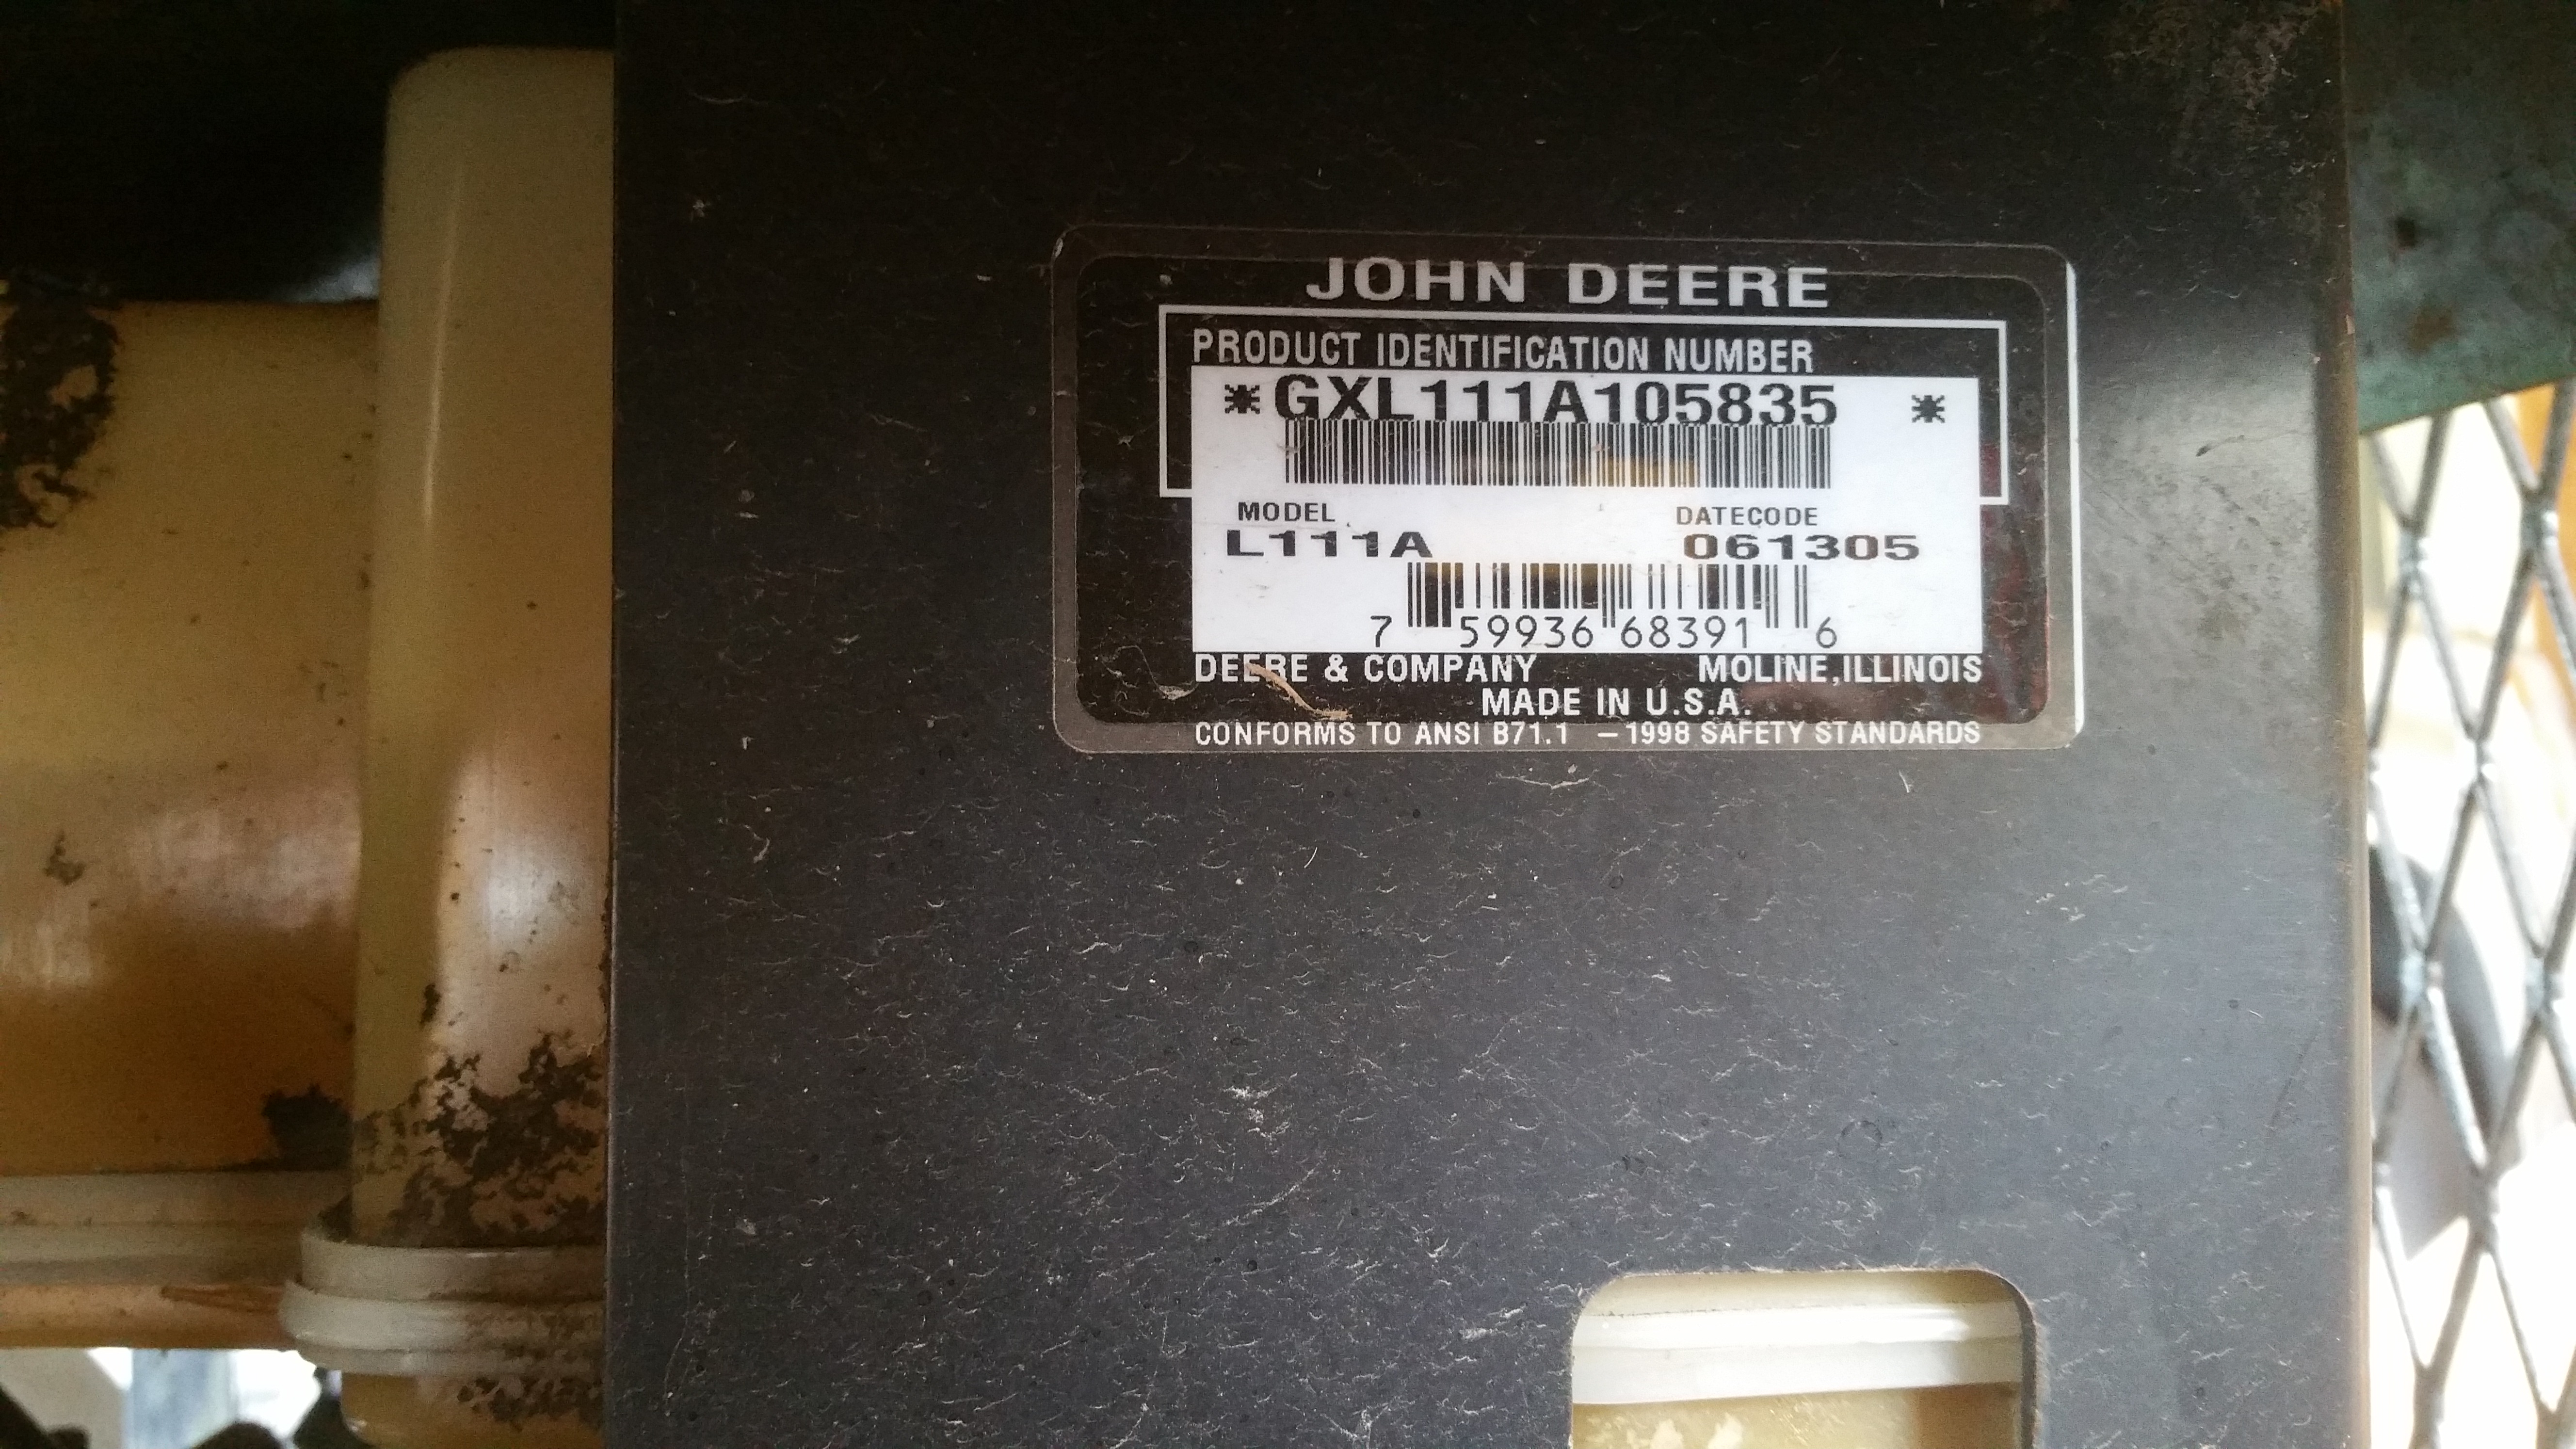 JOHN DEERE
PRODUCT IDENTIFICATION NUMBER
*GXL111A105835 *
MODEL DATECODE
L111A 061305
7 59936 68391 6
DEERE & COMPANY MOLINE,ILLINOIS
MADE IN U.S.A.
CONFORMS TO ANSI B71.1 –1998 SAFETY STANDARDS